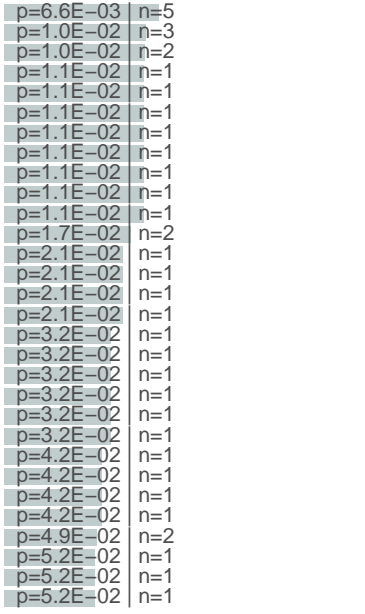 p=6.6E−03 | n=5
p=1.0E−02 | n=3
p=1.0E−02 | n=2
p=1.1E−02 | n=1
p=1.1E−02 | n=1
p=1.1E−02 | n=1
p=1.1E−02 | n=1
p=1.1E−02 | n=1
p=1.1E−02 | n=1
p=1.1E−02 | n=1
p=1.1E−02 | n=1
p=1.7E−02 | n=2
p=2.1E−02 | n=1
p=2.1E−02 | n=1
p=2.1E−02 | n=1
p=2.1E−02 | n=1
p=3.2E−02 | n=1
p=3.2E−02 | n=1
p=3.2E−02 | n=1
p=3.2E−02 | n=1
p=3.2E−02 | n=1
p=3.2E−02 | n=1
p=4.2E−02 | n=1
p=4.2E−02 | n=1
p=4.2E−02 | n=1
p=4.2E−02 | n=1
p=4.9E−02 | n=2
p=5.2E−02 | n=1
p=5.2E−02 | n=1
p=5.2E−02 | n=1